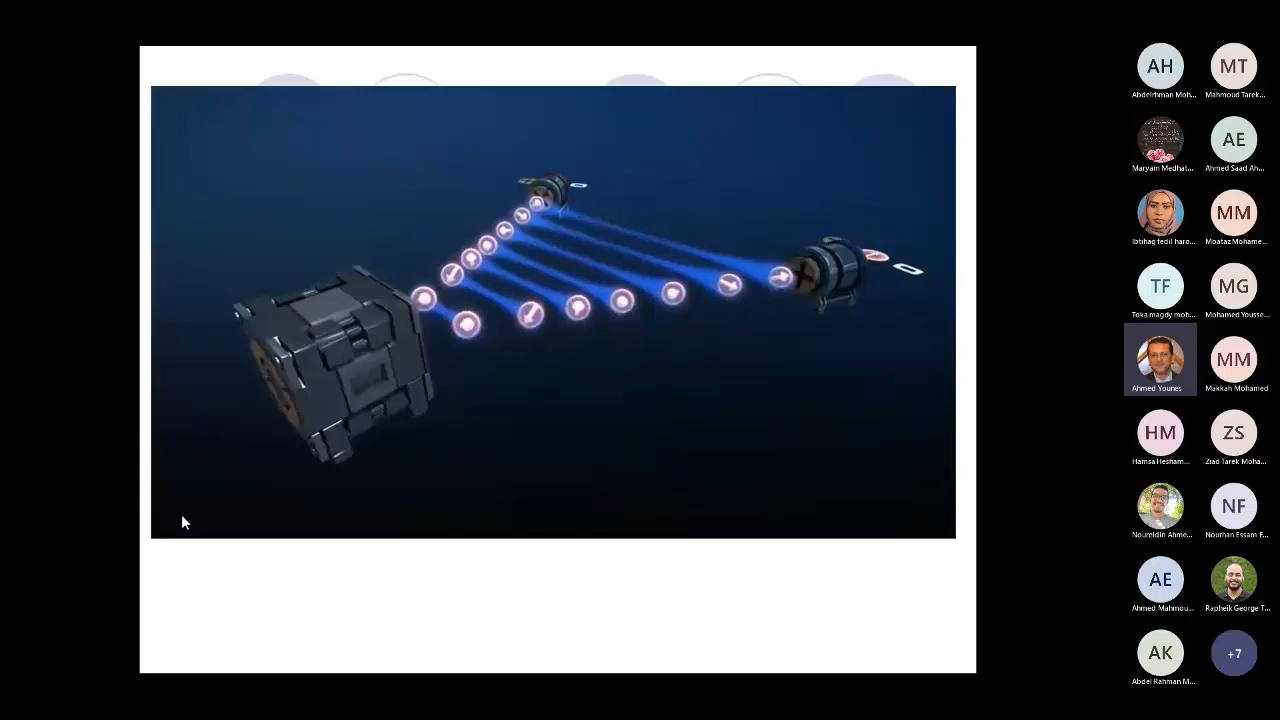 AH
MT
Abdelrhman Moh...
Mahmoud Tarek...
AE
Maryam Medhat...
Ahmed Saad Ah...
MM
Ibtihag fedil haro...
Moataz Mohame...
TF
MG
Toka magdy moh...
Mohamed Yousse...
MM
Ahmed Younes
Makkah Mohamed
HM
ZS
Hamsa Hesham...
Ziad Tarek Moha...
NF
Noureldin Ahme...
Nourhan Essam E...
AE
Ahmed Mahmou...
Rapheik George T...
AK
+7
Abdel Rahman M...